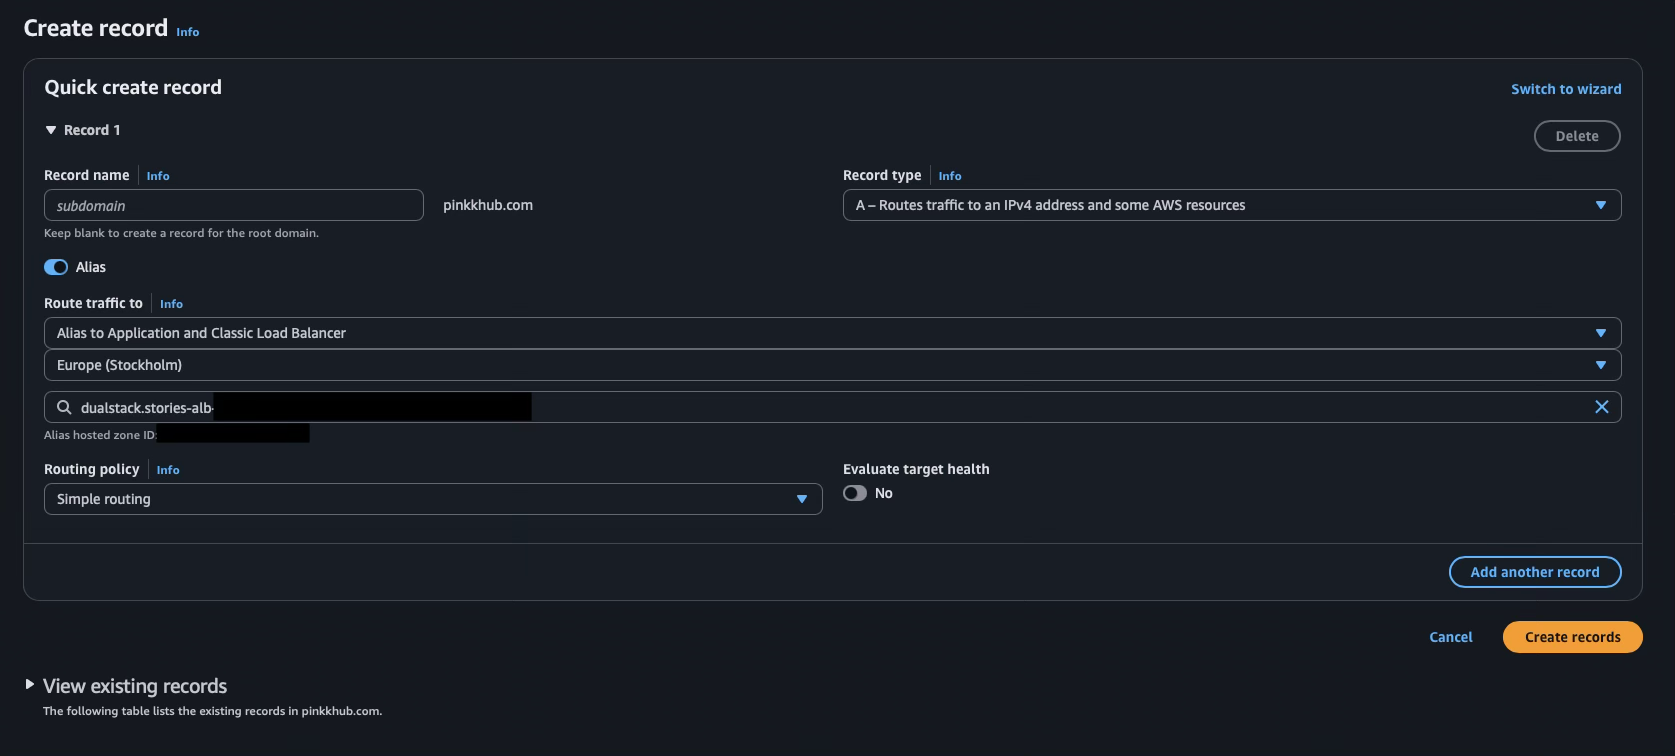 Create record Info
Quick create record
Switch to wizard
Record 1
Delete
Record name Info
Record type Info
subdomain
pinkkhub.com
A – Routes traffic to an IPv4 address and some AWS resources
Keep blank to create a record for the root domain.
Alias
Route traffic to Info
Alias to Application and Classic Load Balancer
Europe (Stockholm)
dualstack.stories-alb-
Alias hosted zone ID:
Routing policy Info
Evaluate target health
Simple routing
No
Add another record
Cancel
Create records
View existing records
The following table lists the existing records in pinkkhub.com.